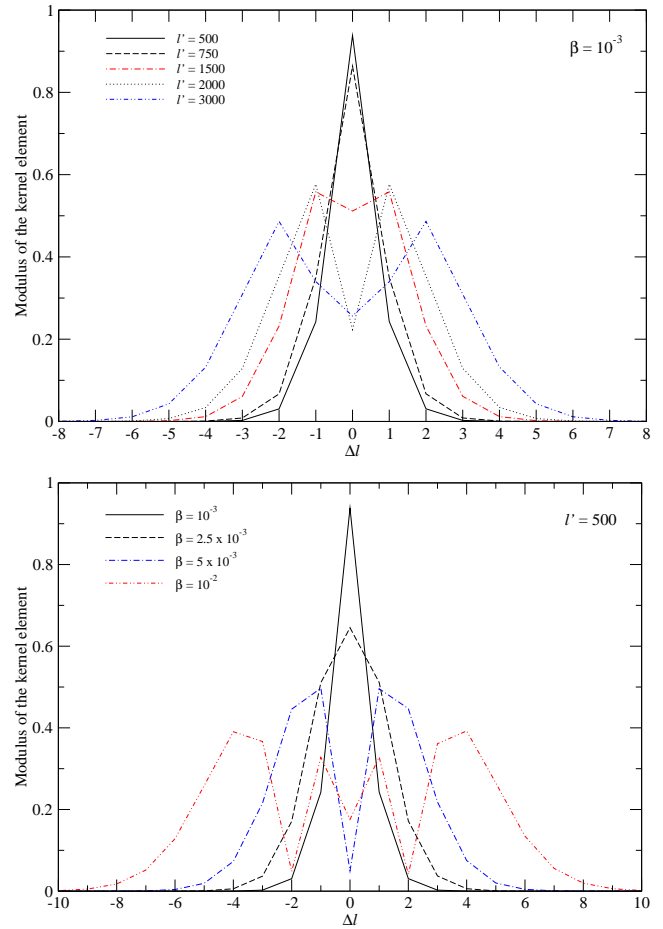 1
0.8
0.6
0.4
0.2
0
Modulus of the kernel element
l' = 500
l' = 750
l' = 1500
l' = 2000
l' = 3000
β = 10⁻³
-8 -7 -6 -5 -4 -3 -2 -1 0 1 2 3 4 5 6 7 8
Δl
1
0.8
0.6
0.4
0.2
0
Modulus of the kernel element
β = 10⁻³
β = 2.5 x 10⁻³
β = 5 x 10⁻³
β = 10⁻²
l' = 500
-10 -8 -6 -4 -2 0 2 4 6 8 10
Δl